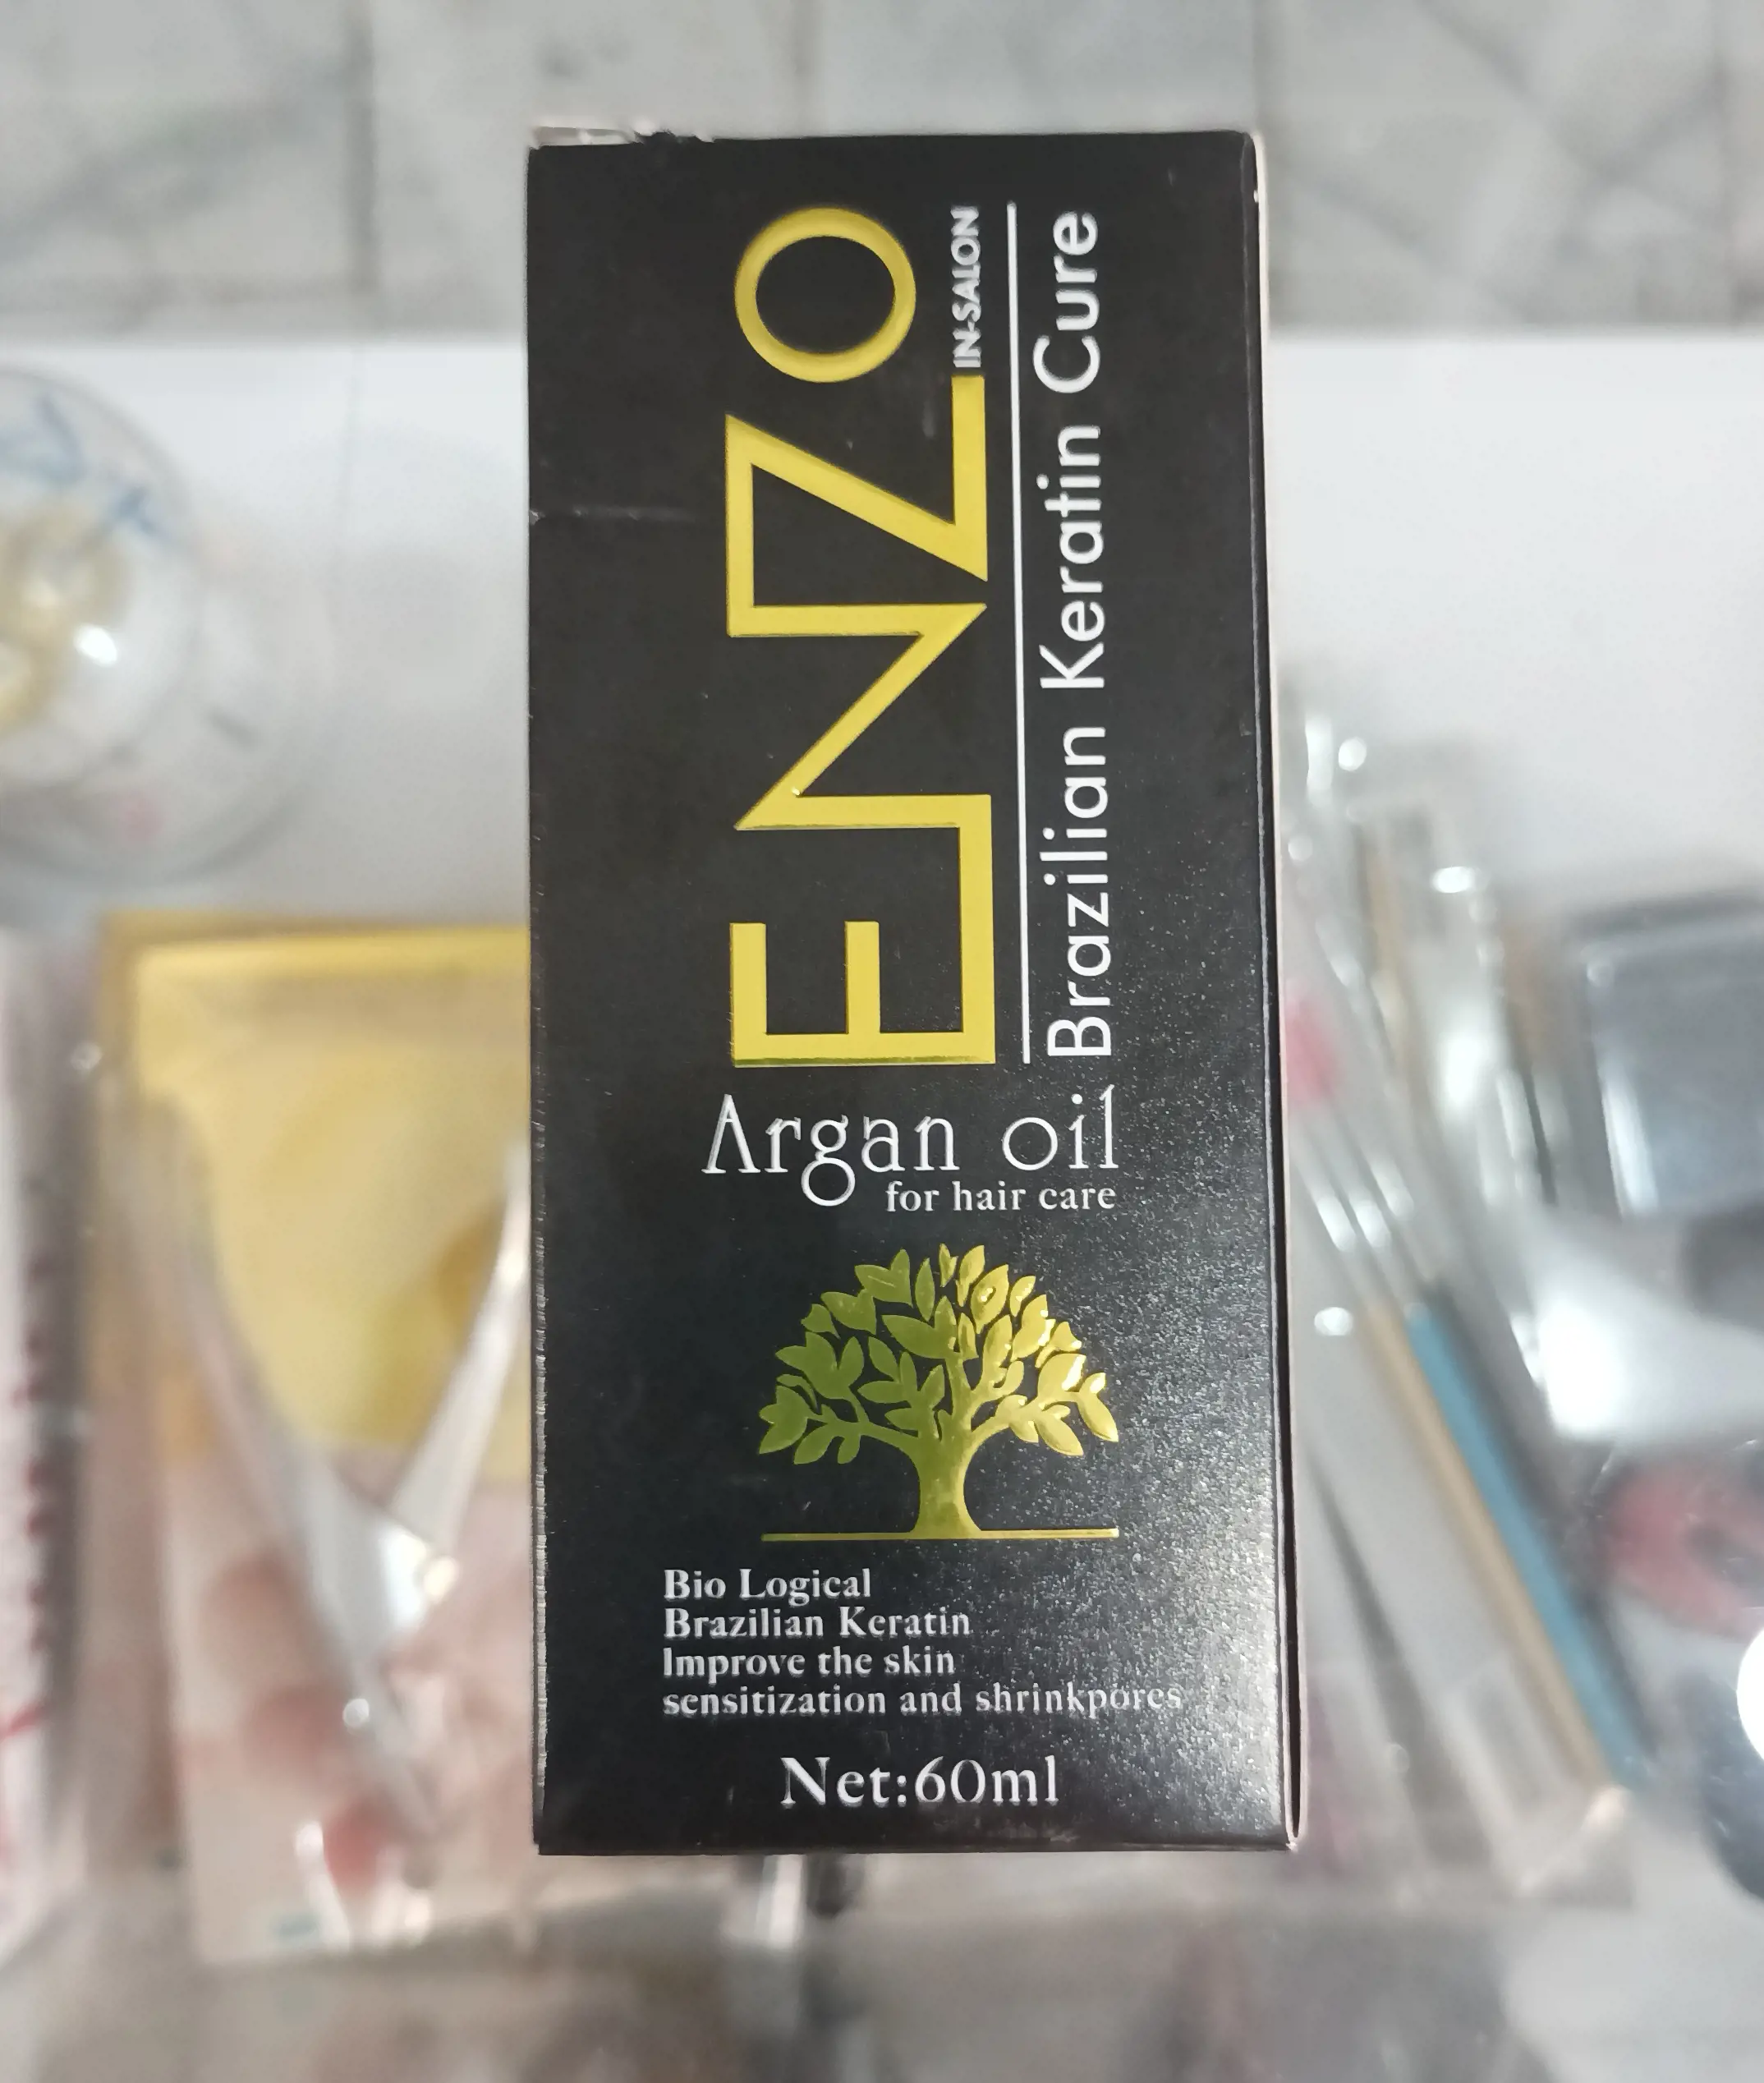 ENZO
IN-SALON
Brazilian Keratin Cure
Argan oil
for hair care
Bio Logical
Brazilian Keratin
Improve the skin
sensitization and shrinkpores
Net:60ml